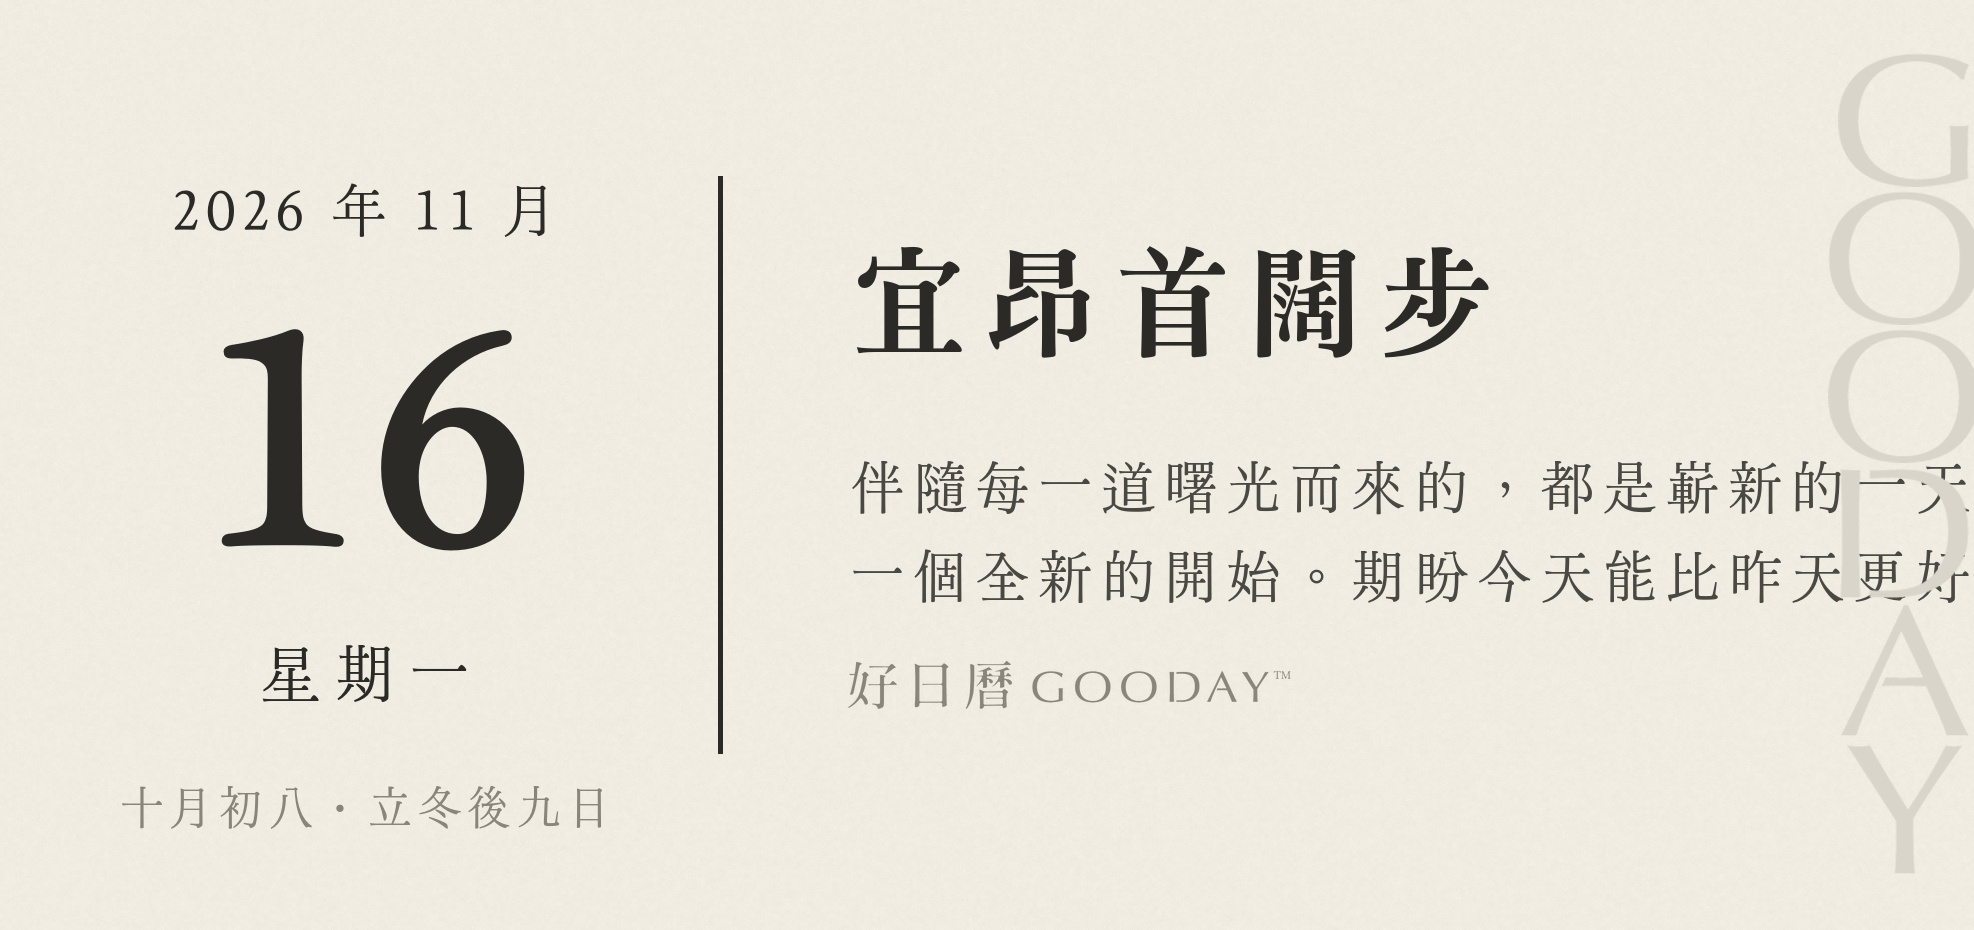 2026 年 11 月
16
星期一
十月初八・立冬後九日
宜昂首闊步
伴隨每一道曙光而來的，都是嶄新的一天
一個全新的開始。期盼今天能比昨天更好
好日曆 GOODAY™
GOODAY